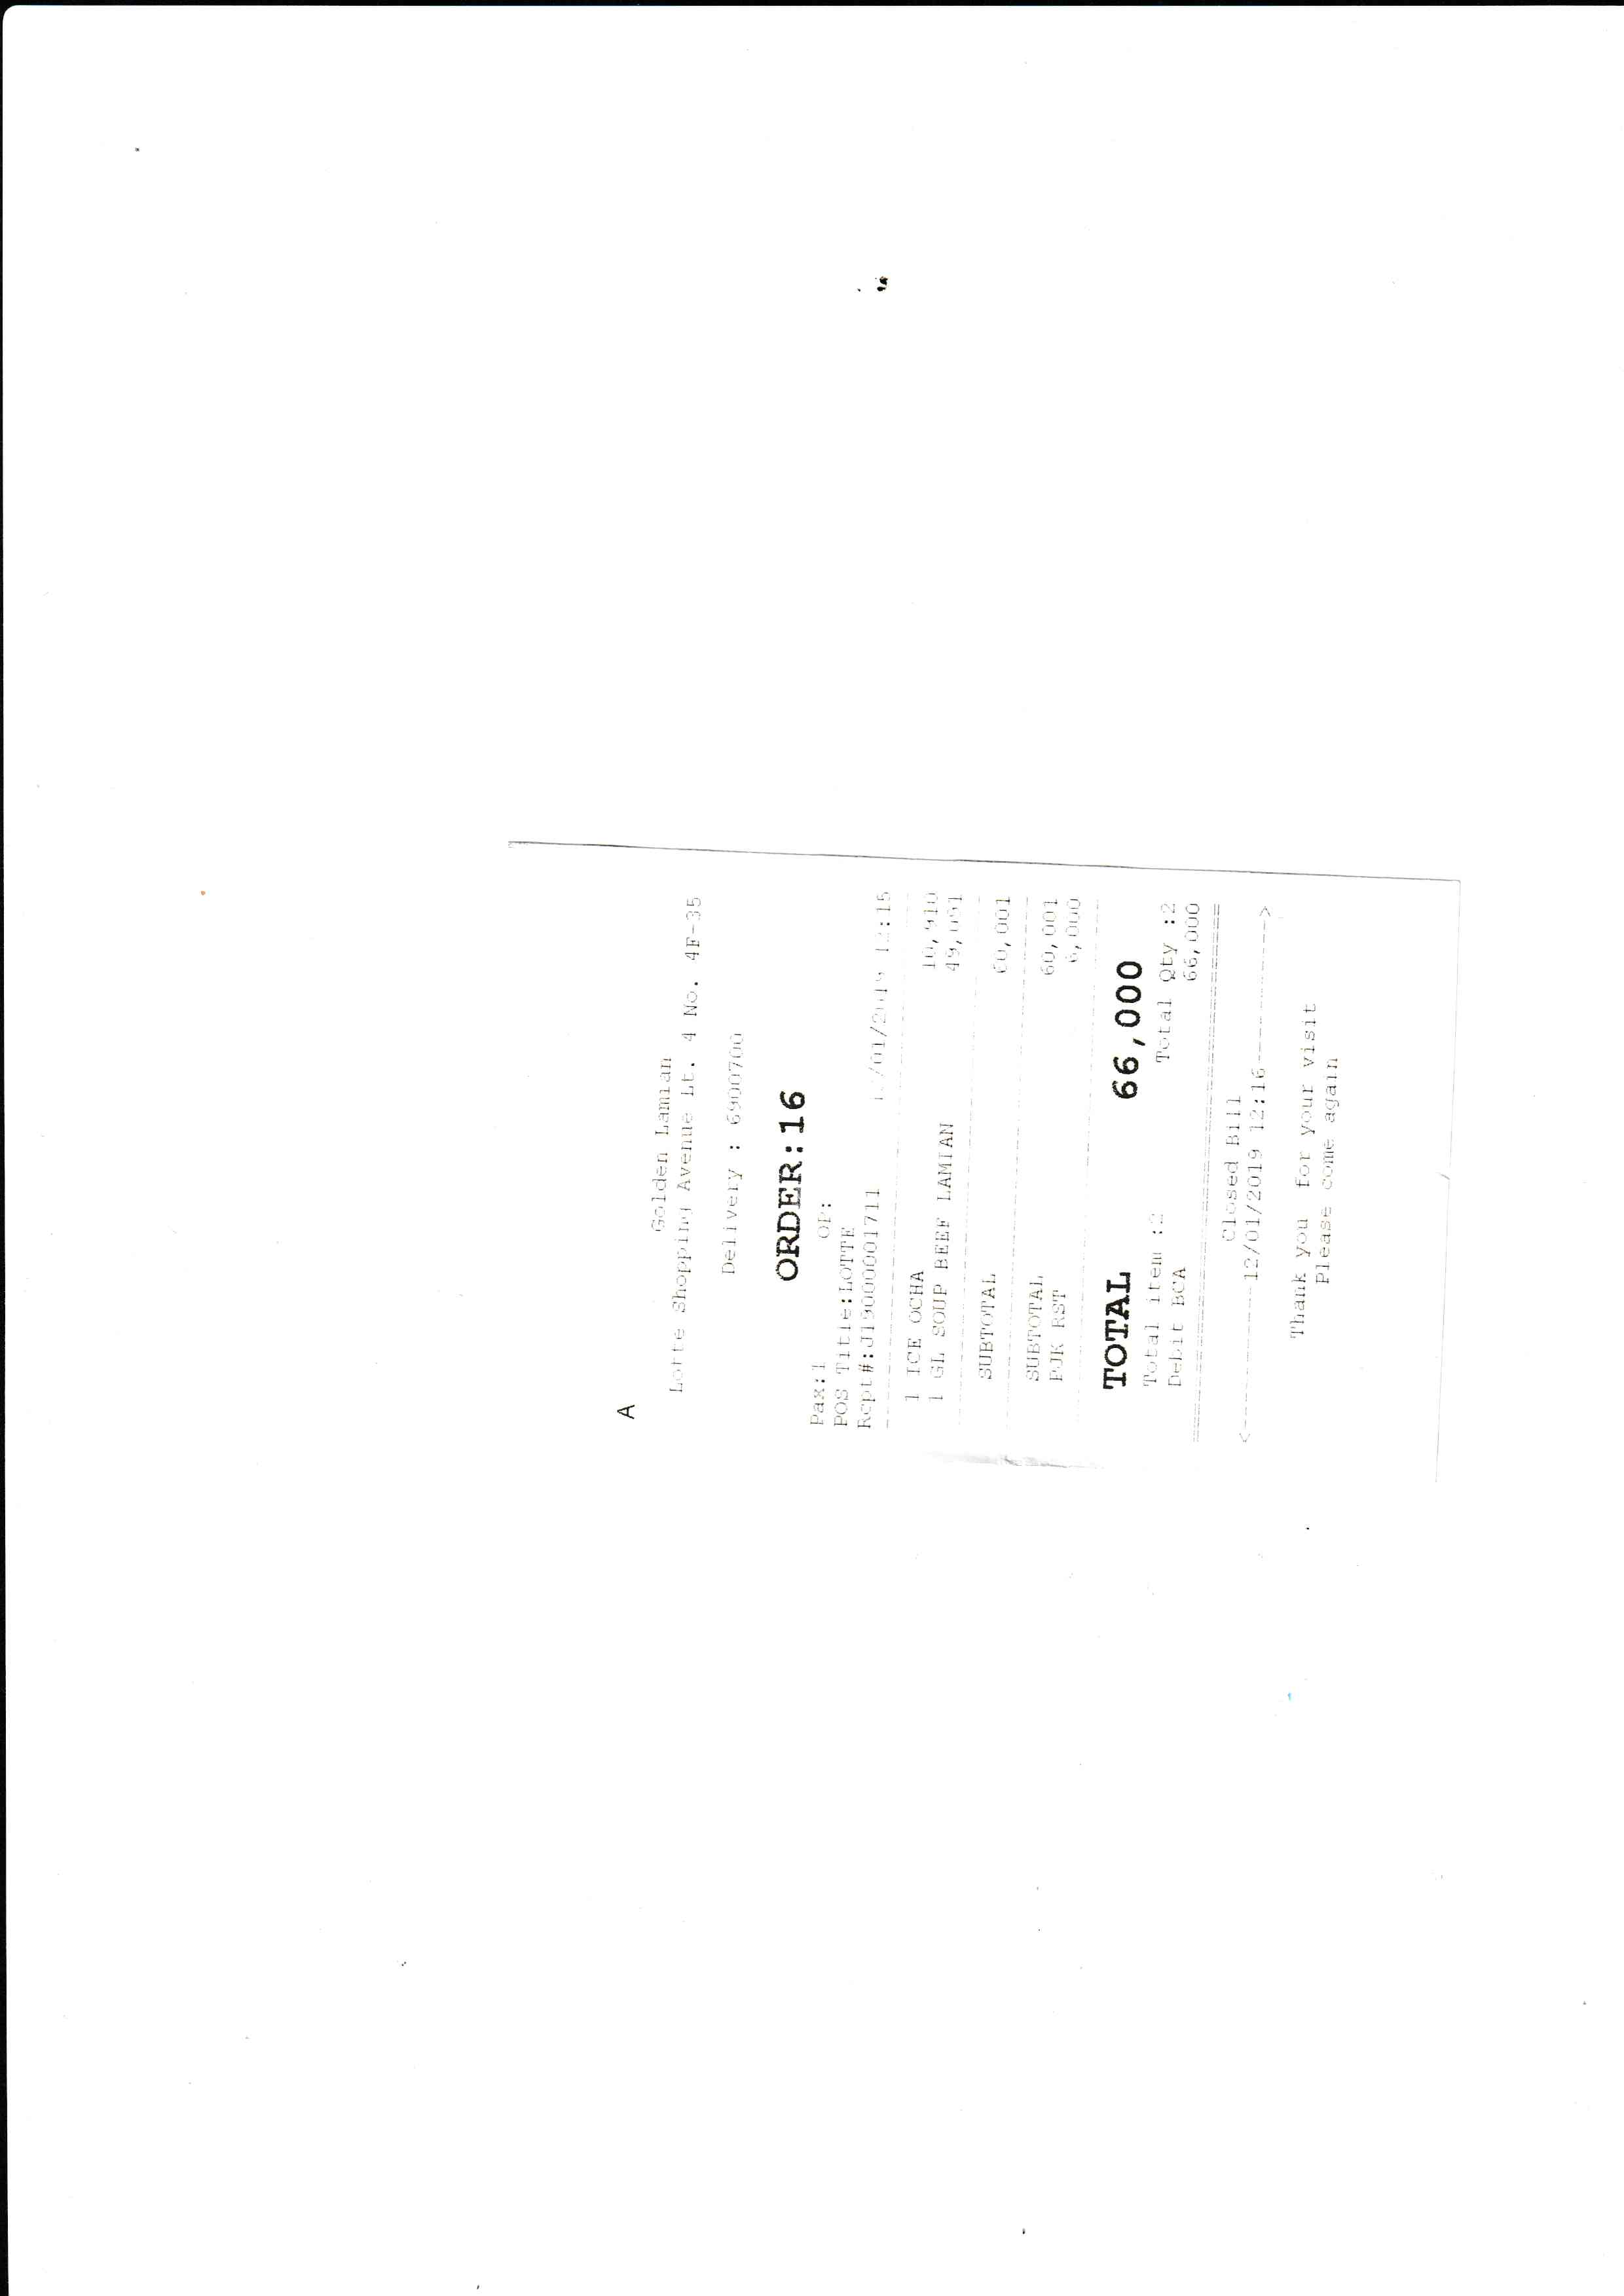 A
Golden Lamian
Lotte Shopping Avenue Lt. 4 No. 4F-35
Delivery : 6900700
ORDER:16
Pax:1 OP:
POS Title:LOTTE
Rcpt#:J1900001711 12/01/2019 12:15
1 ICE OCHA 10,910
1 GL SOUP BEEF LAMIAN 49,091
SUBTOTAL 60,001
SUBTOTAL 60,001
PJK RST 6,000
TOTAL 66,000
Total item :2 Total Qty :2
Debit BCA 66,000
Closed Bill
<----------12/01/2019 12:16---------->
Thank you for your visit
Please come again